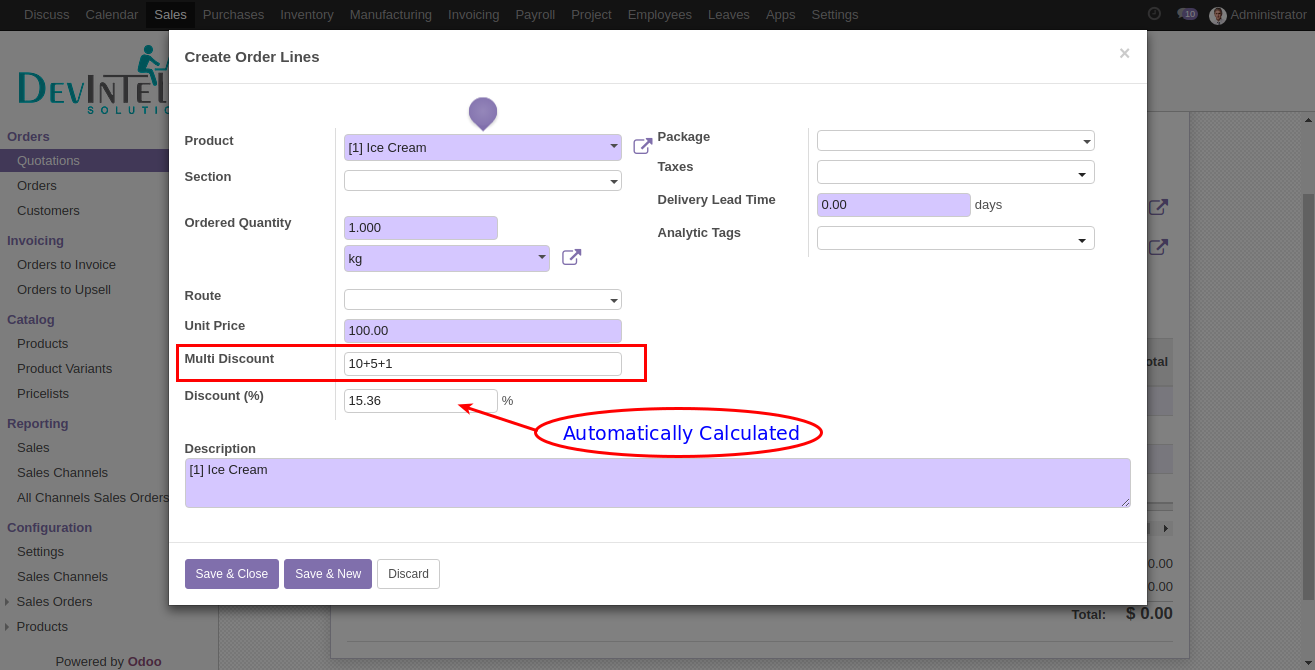 Discuss Calendar Sales Purchases Inventory Manufacturing Invoicing Payroll Project Employees Leaves Apps Settings 10 Administrator
Create Order Lines ×
DEVINTEL
SOLUTIO
Orders
Quotations
Orders
Customers
Invoicing
Orders to Invoice
Orders to Upsell
Catalog
Products
Product Variants
Pricelists
Reporting
Sales
Sales Channels
All Channels Sales Orders
Configuration
Settings
Sales Channels
Sales Orders
Products
Powered by Odoo
Product [1] Ice Cream
Section
Ordered Quantity 1.000
kg
Route
Unit Price 100.00
Multi Discount 10+5+1
Discount (%) 15.36 %
Automatically Calculated
Package
Taxes
Delivery Lead Time 0.00 days
Analytic Tags
Description
[1] Ice Cream
Save & Close Save & New Discard
otal
0.00
0.00
Total: $ 0.00